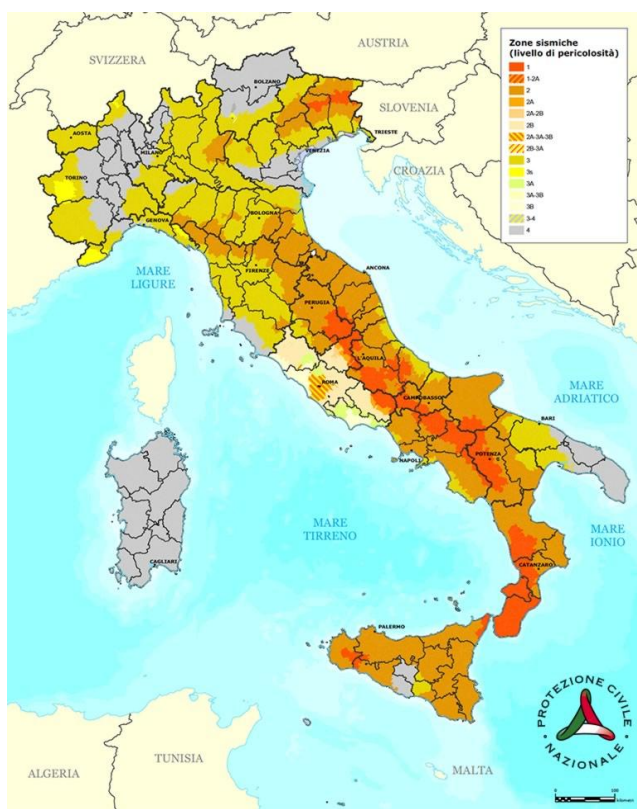 AUSTRIA
SVIZZERA
BOLZANO
SLOVENIA
AOSTA
TRIESTE
MILANO
VENEZIA
TORINO
CROAZIA
MILANO
BOLOGNA
GENOVA
FIRENZE
ANCONA
MARE
LIGURE
PERUGIA
L'AQUILA
ROMA
CAMPOBASSO
MARE
ADRIATICO
BARI
NAPOLI
POTENZA
MARE
TIRRENO
MARE
IONIO
CAGLIARI
CATANZARO
PALERMO
ALGERIA
TUNISIA
MALTA
Zone sismiche
(livello di pericolosità)
1
1-2A
2
2A
2A-2B
2B
2A-3A-3B
2B-3A
3
3s
3A
3A-3B
3B
3-4
4
PROTEZIONE CIVILE
NAZIONALE
0
100